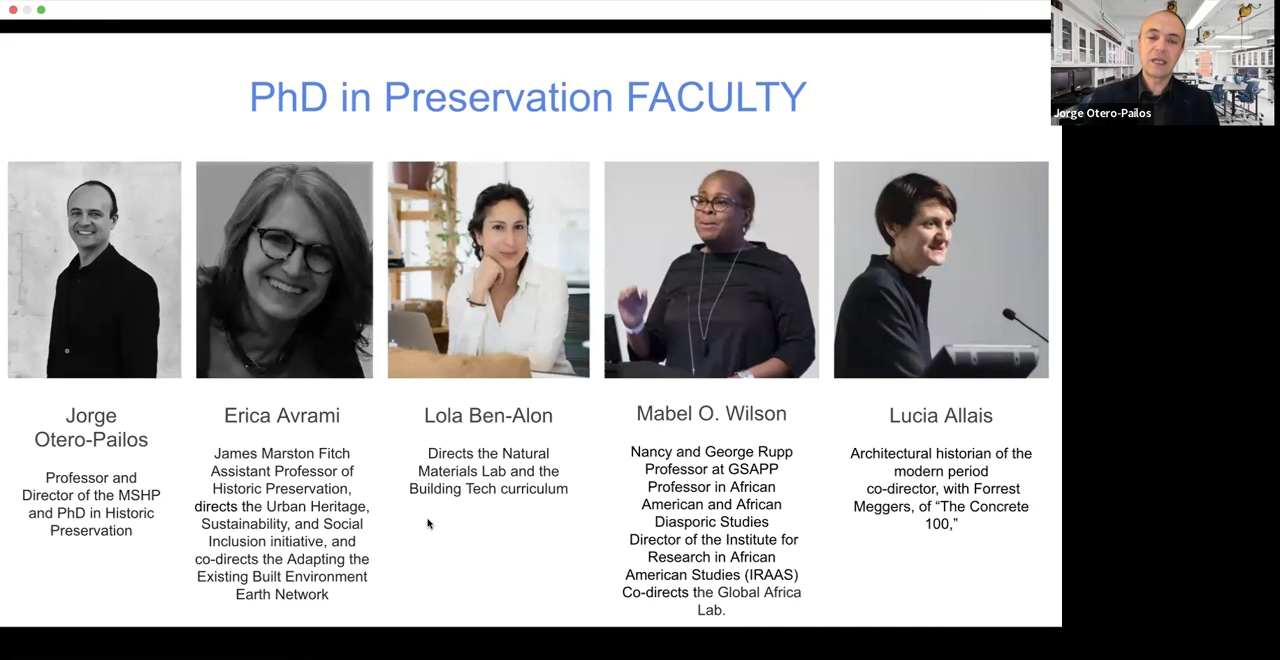 PhD in Preservation FACULTY
Jorge Otero-Pailos
Jorge
Otero-Pailos
Professor and
Director of the MSHP
and PhD in Historic
Preservation
Erica Avrami
James Marston Fitch
Assistant Professor of
Historic Preservation,
directs the Urban Heritage,
Sustainability, and Social
Inclusion initiative, and
co-directs the Adapting the
Existing Built Environment
Earth Network
Lola Ben-Alon
Directs the Natural
Materials Lab and the
Building Tech curriculum
Mabel O. Wilson
Nancy and George Rupp
Professor at GSAPP
Professor in African
American and African
Diasporic Studies
Director of the Institute for
Research in African
American Studies (IRAAS)
Co-directs the Global Africa
Lab.
Lucia Allais
Architectural historian of the
modern period
co-director, with Forrest
Meggers, of “The Concrete
100,”